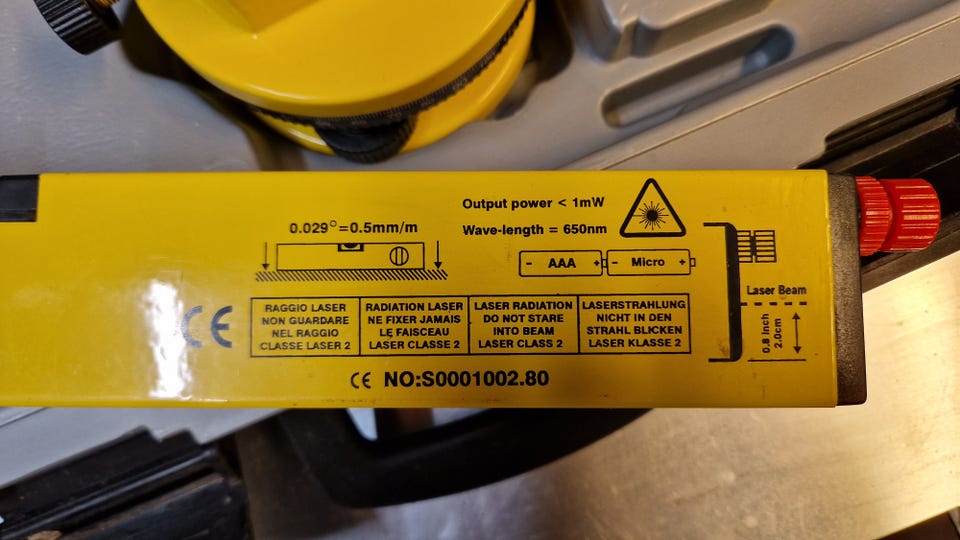 Output power < 1mW
Wave-length = 650nm
0.029°=0.5mm/m
- AAA + - Micro +
Laser Beam
0.8 inch
2.0cm
CE
RAGGIO LASER
NON GUARDARE
NEL RAGGIO
CLASSE LASER 2
RADIATION LASER
NE FIXER JAMAIS
LE FAISCEAU
LASER CLASSE 2
LASER RADIATION
DO NOT STARE
INTO BEAM
LASER CLASS 2
LASERSTRAHLUNG
NICHT IN DEN
STRAHL BLICKEN
LASER KLASSE 2
CE NO:S0001002.80